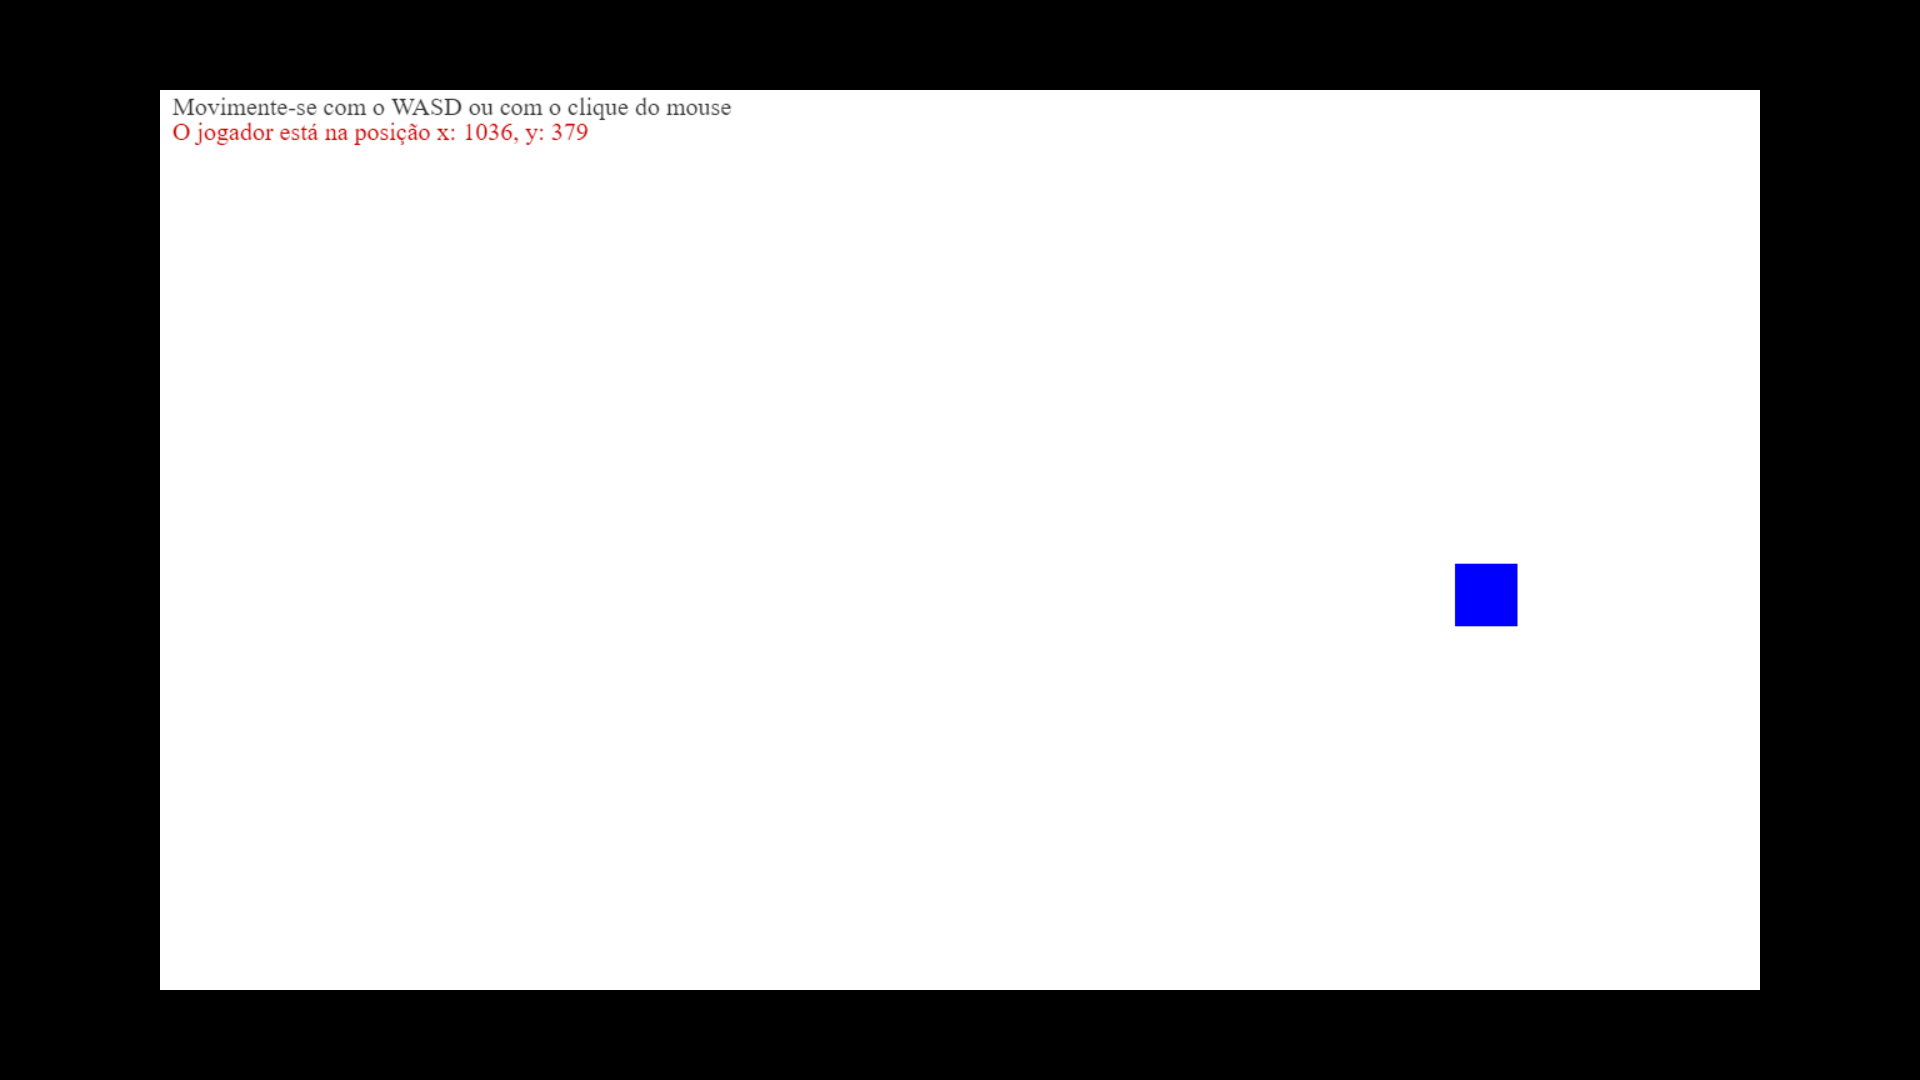 Movimente-se com o WASD ou com o clique do mouse
O jogador está na posição x: 1036, y: 379